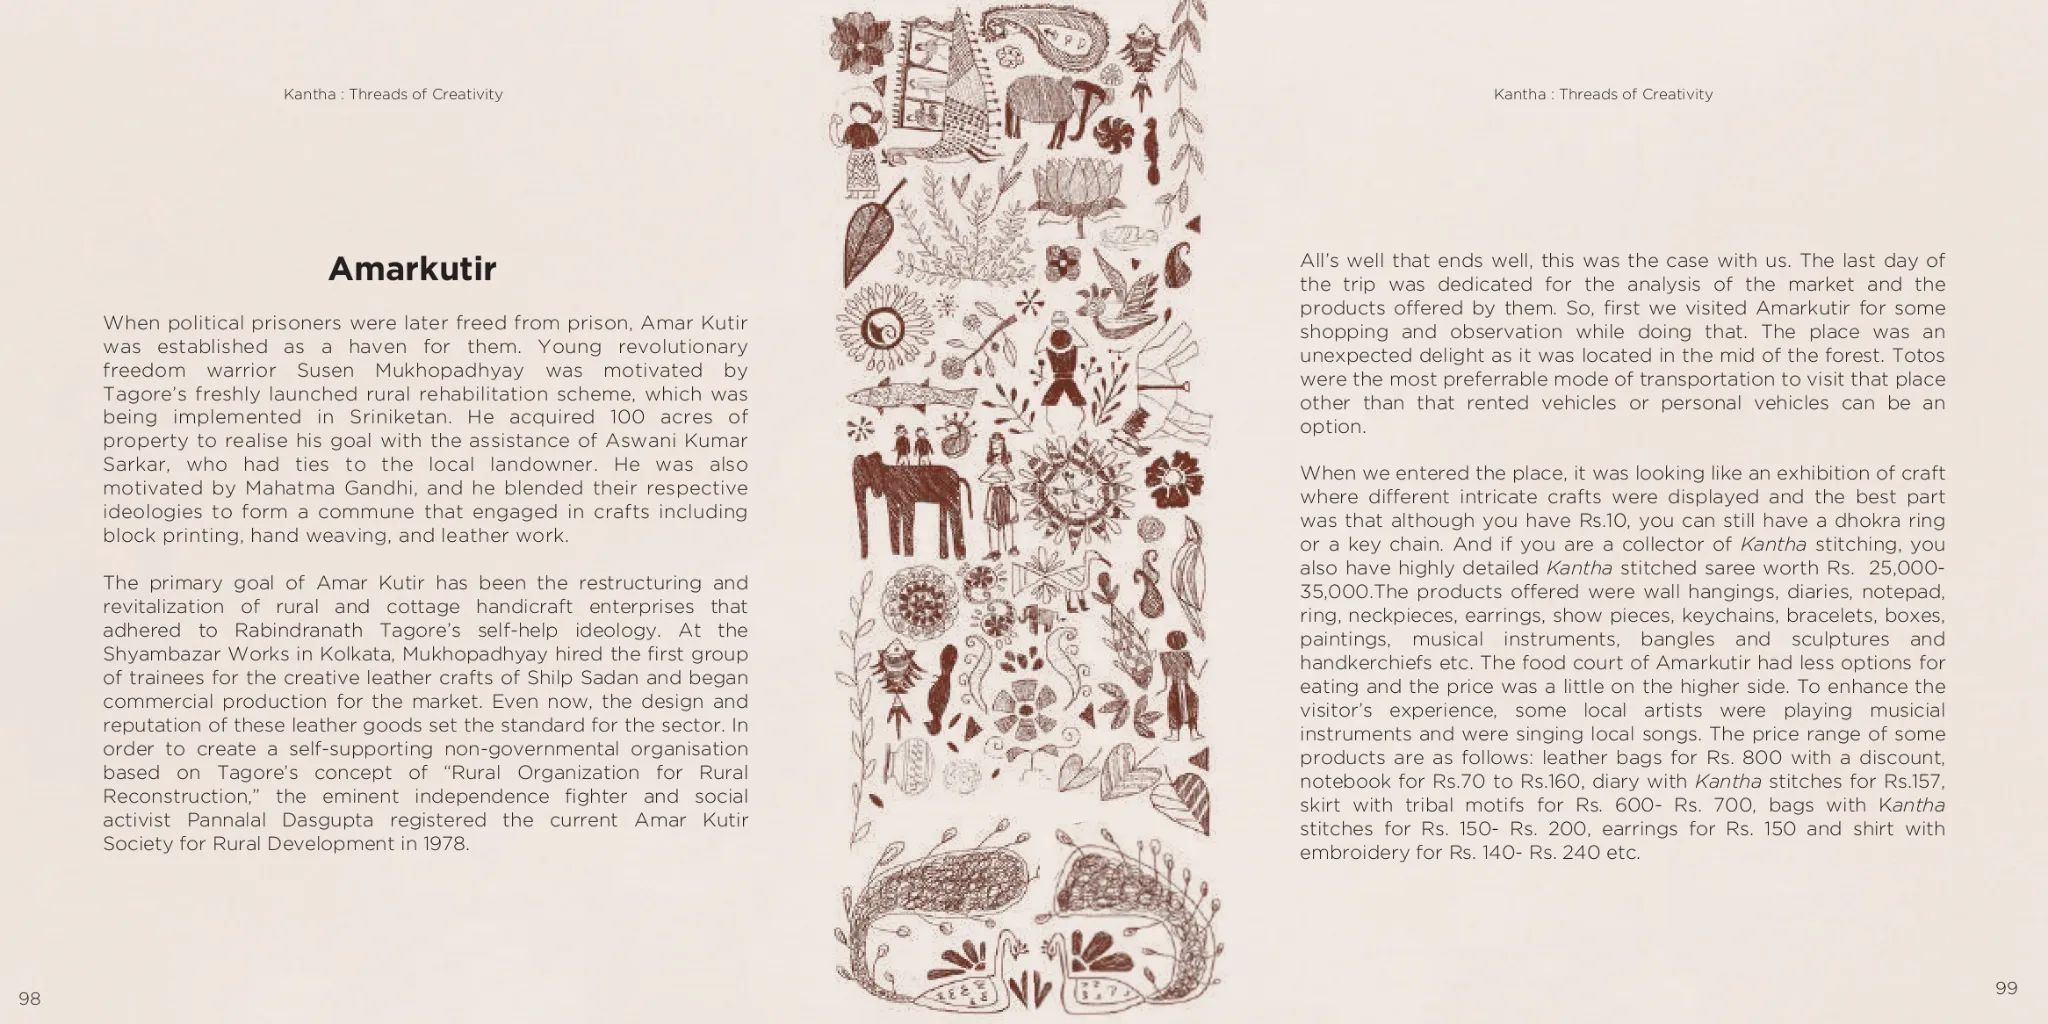 Kantha : Threads of Creativity
Amarkutir
When political prisoners were later freed from prison, Amar Kutir
was established as a haven for them. Young revolutionary
freedom warrior Susen Mukhopadhyay was motivated by
Tagore’s freshly launched rural rehabilitation scheme, which was
being implemented in Sriniketan. He acquired 100 acres of
property to realise his goal with the assistance of Aswani Kumar
Sarkar, who had ties to the local landowner. He was also
motivated by Mahatma Gandhi, and he blended their respective
ideologies to form a commune that engaged in crafts including
block printing, hand weaving, and leather work.
The primary goal of Amar Kutir has been the restructuring and
revitalization of rural and cottage handicraft enterprises that
adhered to Rabindranath Tagore’s self-help ideology. At the
Shyambazar Works in Kolkata, Mukhopadhyay hired the first group
of trainees for the creative leather crafts of Shilp Sadan and began
commercial production for the market. Even now, the design and
reputation of these leather goods set the standard for the sector. In
order to create a self-supporting non-governmental organisation
based on Tagore’s concept of “Rural Organization for Rural
Reconstruction,” the eminent independence fighter and social
activist Pannalal Dasgupta registered the current Amar Kutir
Society for Rural Development in 1978.
98
Kantha : Threads of Creativity
All’s well that ends well, this was the case with us. The last day of
the trip was dedicated for the analysis of the market and the
products offered by them. So, first we visited Amarkutir for some
shopping and observation while doing that. The place was an
unexpected delight as it was located in the mid of the forest. Totos
were the most preferrable mode of transportation to visit that place
other than that rented vehicles or personal vehicles can be an
option.
When we entered the place, it was looking like an exhibition of craft
where different intricate crafts were displayed and the best part
was that although you have Rs.10, you can still have a dhokra ring
or a key chain. And if you are a collector of Kantha stitching, you
also have highly detailed Kantha stitched saree worth Rs. 25,000-
35,000.The products offered were wall hangings, diaries, notepad,
ring, neckpieces, earrings, show pieces, keychains, bracelets, boxes,
paintings, musical instruments, bangles and sculptures and
handkerchiefs etc. The food court of Amarkutir had less options for
eating and the price was a little on the higher side. To enhance the
visitor’s experience, some local artists were playing musicial
instruments and were singing local songs. The price range of some
products are as follows: leather bags for Rs. 800 with a discount,
notebook for Rs.70 to Rs.160, diary with Kantha stitches for Rs.157,
skirt with tribal motifs for Rs. 600- Rs. 700, bags with Kantha
stitches for Rs. 150- Rs. 200, earrings for Rs. 150 and shirt with
embroidery for Rs. 140- Rs. 240 etc.
99